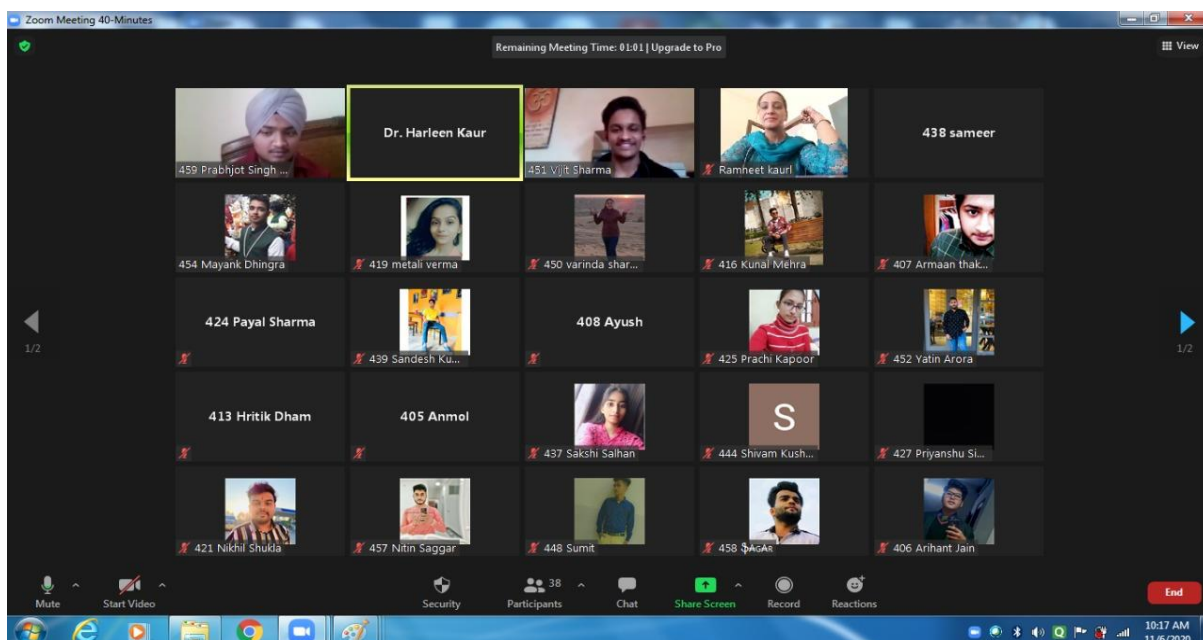 Zoom Meeting 40-Minutes
Remaining Meeting Time: 01:01 | Upgrade to Pro
View
Dr. Harleen Kaur
438 sameer
459 Prabhjot Singh ...
451 Vijit Sharma
Ramneet kaurl
454 Mayank Dhingra
419 metali verma
450 varinda shar...
416 Kunal Mehra
407 Armaan thak...
424 Payal Sharma
408 Ayush
439 Sandesh Ku...
425 Prachi Kapoor
452 Yatin Arora
1/2
1/2
413 Hritik Dham
405 Anmol
S
437 Sakshi Salhan
444 Shivam Kush...
427 Priyanshu Si...
421 Nikhil Shukla
457 Nitin Saggar
448 Sumit
458 $AGAR
406 Arihant Jain
Mute
Start Video
Security
38
Participants
Chat
Share Screen
Record
Reactions
End
10:17 AM
11/6/2020